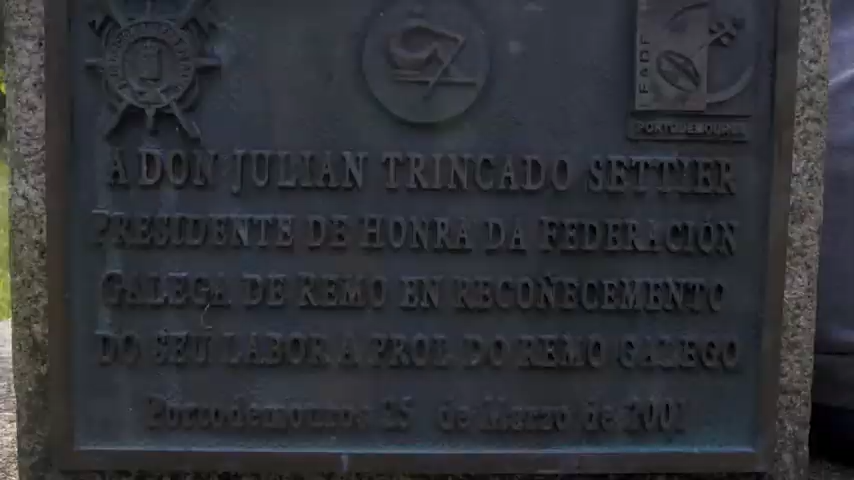 PORTODEMOUROS
A DON JULIAN TRINCADO SETTIER
PRESIDENTE DE HONRA DA FEDERACIÓN
GALEGA DE REMO EN RECOÑECEMENTO
DO SEU LABOR A PROL DO REMO GALEGO
Portodemouros 25 de Marzo de 2001